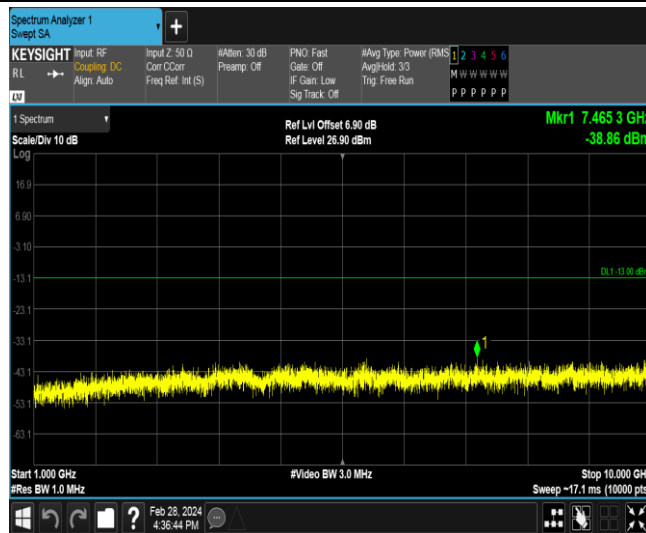 Spectrum Analyzer 1
Swept SA
+
KEYSIGHT
RL
Input: RF
Coupling: DC
Align: Auto
Input Z: 50 Ω
Corr CCorr
Freq Ref: Int (S)
#Atten: 30 dB
Preamp: Off
PNO: Fast
Gate: Off
IF Gain: Low
Sig Track: Off
#Avg Type: Power (RMS
Avg|Hold: 3/3
Trig: Free Run
1 2 3 4 5 6
M W W W W W
P P P P P P
LXI
1 Spectrum
Scale/Div 10 dB
Ref Lvl Offset 6.90 dB
Ref Level 26.90 dBm
Mkr1 7.465 3 GHz
-38.86 dBm
Log
16.9
6.90
-3.10
-13.1
DL1 -13.00 dBm
-23.1
-33.1
1
-43.1
-53.1
-63.1
Start 1.000 GHz
#Res BW 1.0 MHz
#Video BW 3.0 MHz
Stop 10.000 GH
Sweep ~17.1 ms (10000 pts
?
Feb 28, 2024
4:36:44 PM